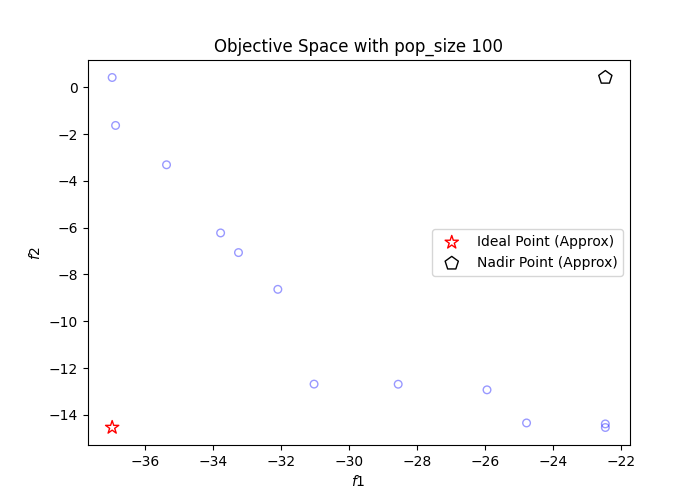 Objective Space with pop_size 100
0
−2
−4
−6
−8
−10
−12
−14
f2
Ideal Point (Approx)
Nadir Point (Approx)
−36 −34 −32 −30 −28 −26 −24 −22
f1